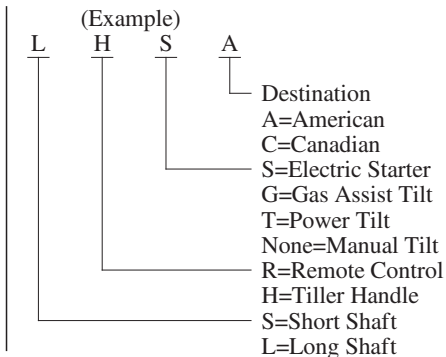 (Example)
L H S A
Destination
A=American
C=Canadian
S=Electric Starter
G=Gas Assist Tilt
T=Power Tilt
None=Manual Tilt
R=Remote Control
H=Tiller Handle
S=Short Shaft
L=Long Shaft